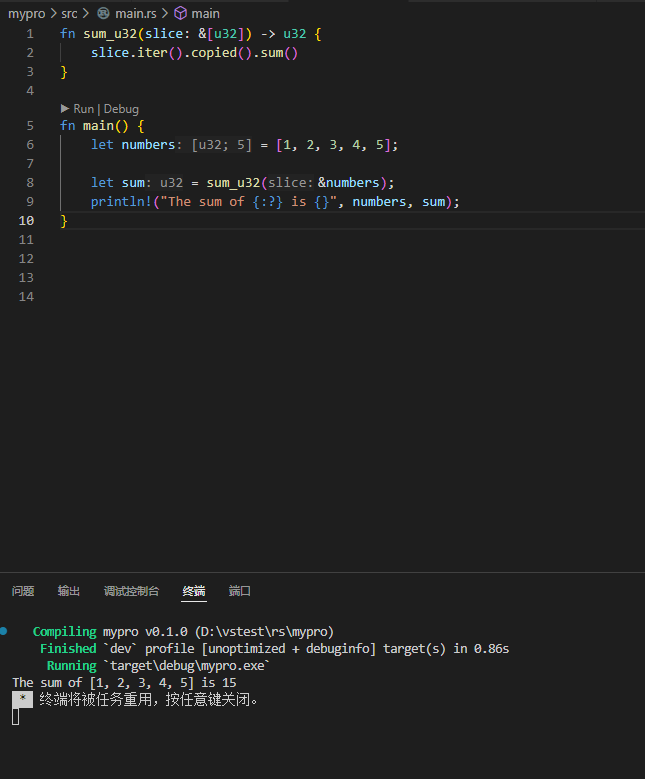 mypro > src > main.rs > main
1 fn sum_u32(slice: &[u32]) -> u32 {
2     slice.iter().copied().sum()
3 }
4
▶ Run | Debug
5 fn main() {
6     let numbers: [u32; 5] = [1, 2, 3, 4, 5];
7
8     let sum: u32 = sum_u32(slice: &numbers);
9     println!("The sum of {:?} is {}", numbers, sum);
10 }
11
12
13
14
问题 输出 调试控制台 终端 端口
Compiling mypro v0.1.0 (D:\vstest\rs\mypro)
Finished `dev` profile [unoptimized + debuginfo] target(s) in 0.86s
Running `target\debug\mypro.exe`
The sum of [1, 2, 3, 4, 5] is 15
* 终端将被任务重用，按任意键关闭。